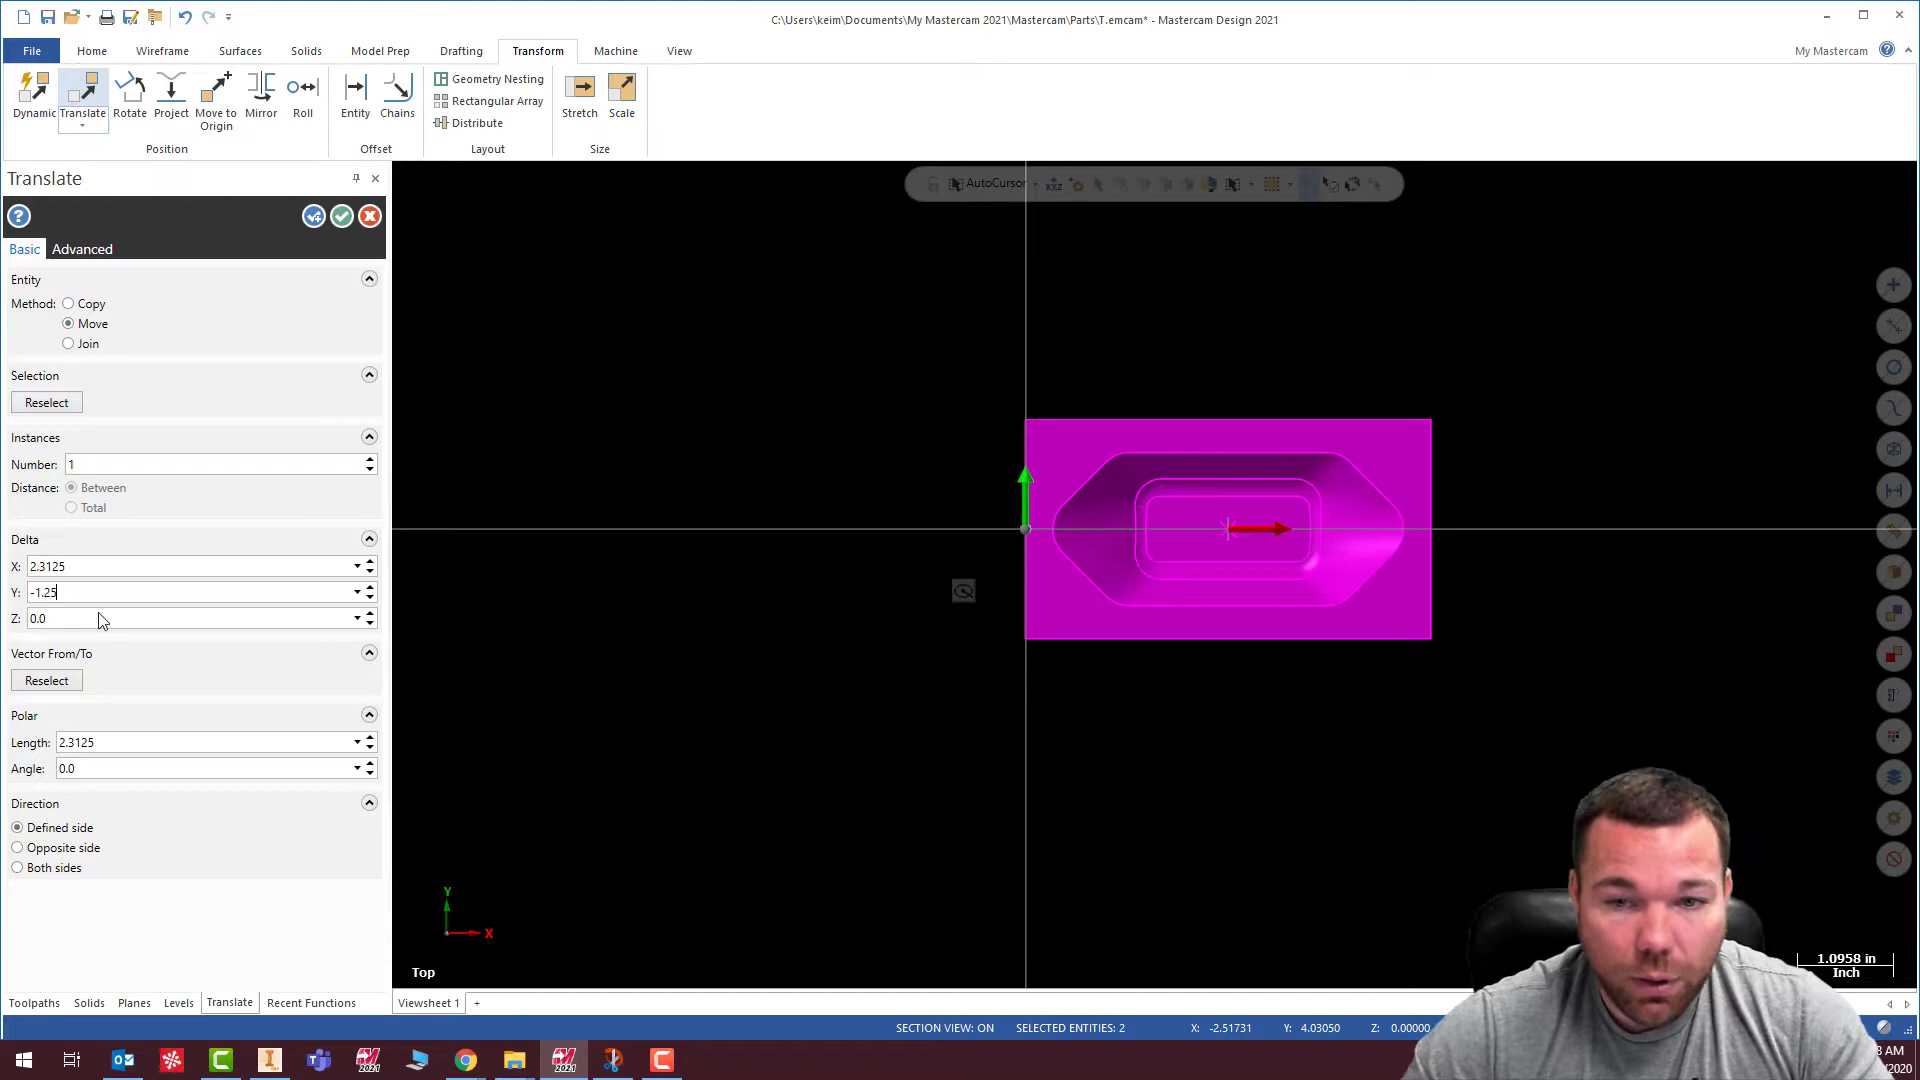 C:\Users\keim\Documents\My Mastercam 2021\Mastercam\Parts\T.emcam* - Mastercam Design 2021
File Home Wireframe Surfaces Solids Model Prep Drafting Transform Machine View My Mastercam
Dynamic Translate Rotate Project Move to Origin Mirror Roll Entity Chains Geometry Nesting Stretch Scale
Rectangular Array
Distribute
Position Offset Layout Size
Translate
AutoCursor
Basic Advanced
Entity
Method: Copy
Move
Join
Selection
Reselect
Instances
Number: 1
Distance: Between
Total
Delta
X: 2.3125
Y: -1.25
Z: 0.0
Vector From/To
Reselect
Polar
Length: 2.3125
Angle: 0.0
Direction
Defined side
Opposite side
Both sides
Y
X
Top
1.0958 in
Inch
Toolpaths Solids Planes Levels Translate Recent Functions Viewsheet 1 +
SECTION VIEW: ON SELECTED ENTITIES: 2 X: -2.51731 Y: 4.03050 Z: 0.00000
2021 2021
8 AM
/2020